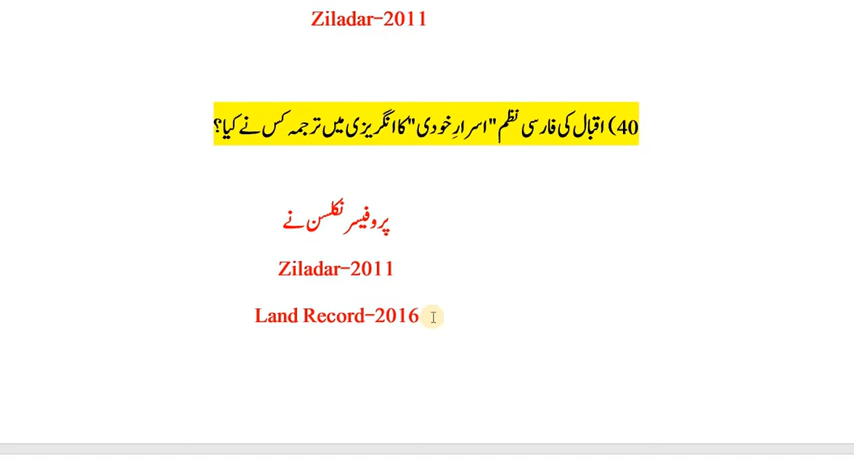 Ziladar-2011
40) اقبال کی فارسی نظم "اسرارِ خودی" کا انگریزی میں ترجمہ کس نے کیا؟
پروفیسر نکلسن نے
Ziladar-2011
Land Record-2016